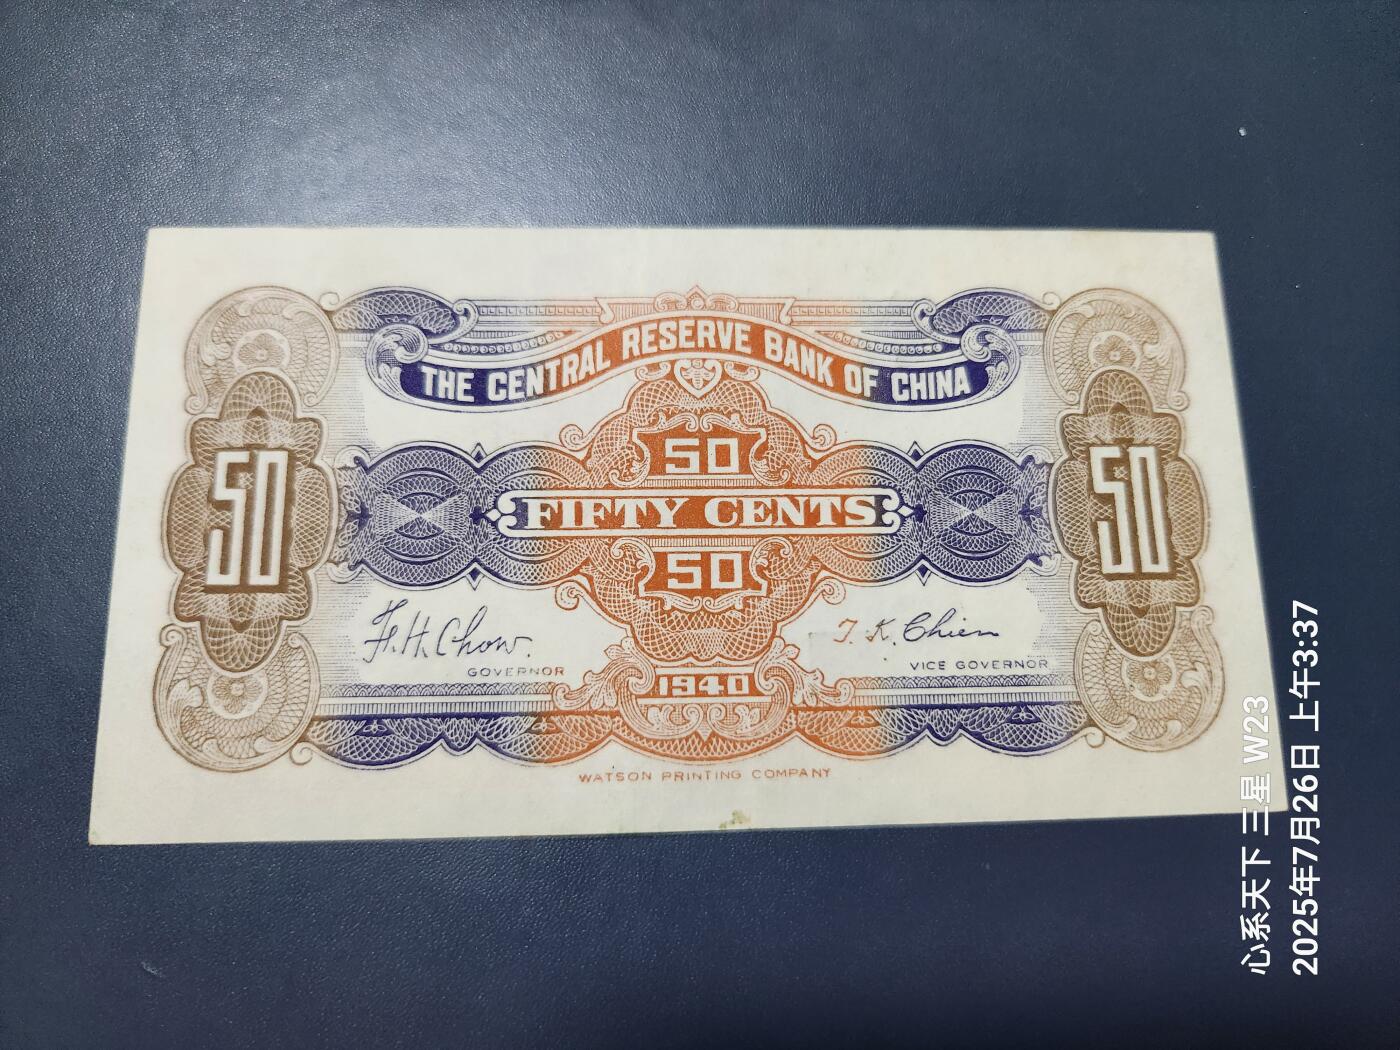 THE CENTRAL RESERVE BANK OF CHINA
50
50
50
FIFTY CENTS
50
F.H. Chow.
GOVERNOR
T. K. Chien
VICE GOVERNOR
1940
WATSON PRINTING COMPANY
心系天下 三星 W23
2025年7月26日 上午3:37